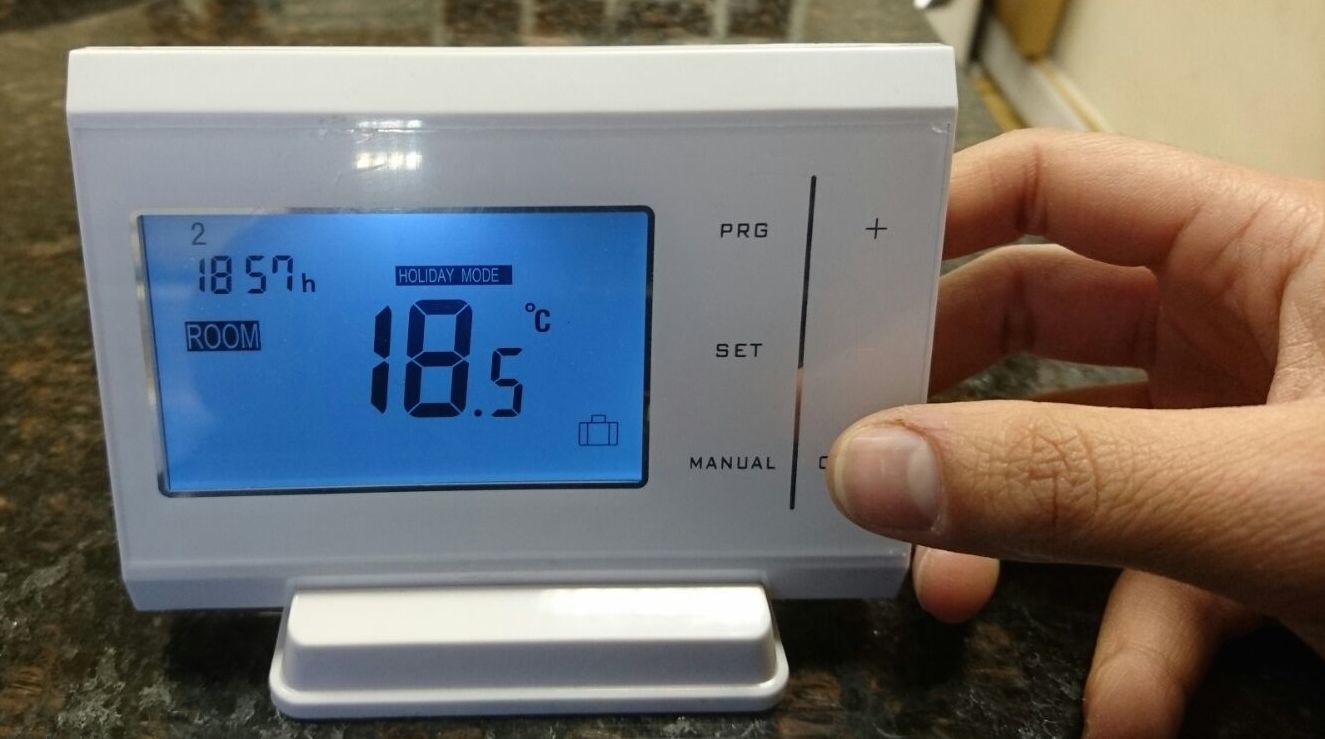 2
18 57h
HOLIDAY MODE
ROOM
18.5 °C
PRG
+
SET
MANUAL